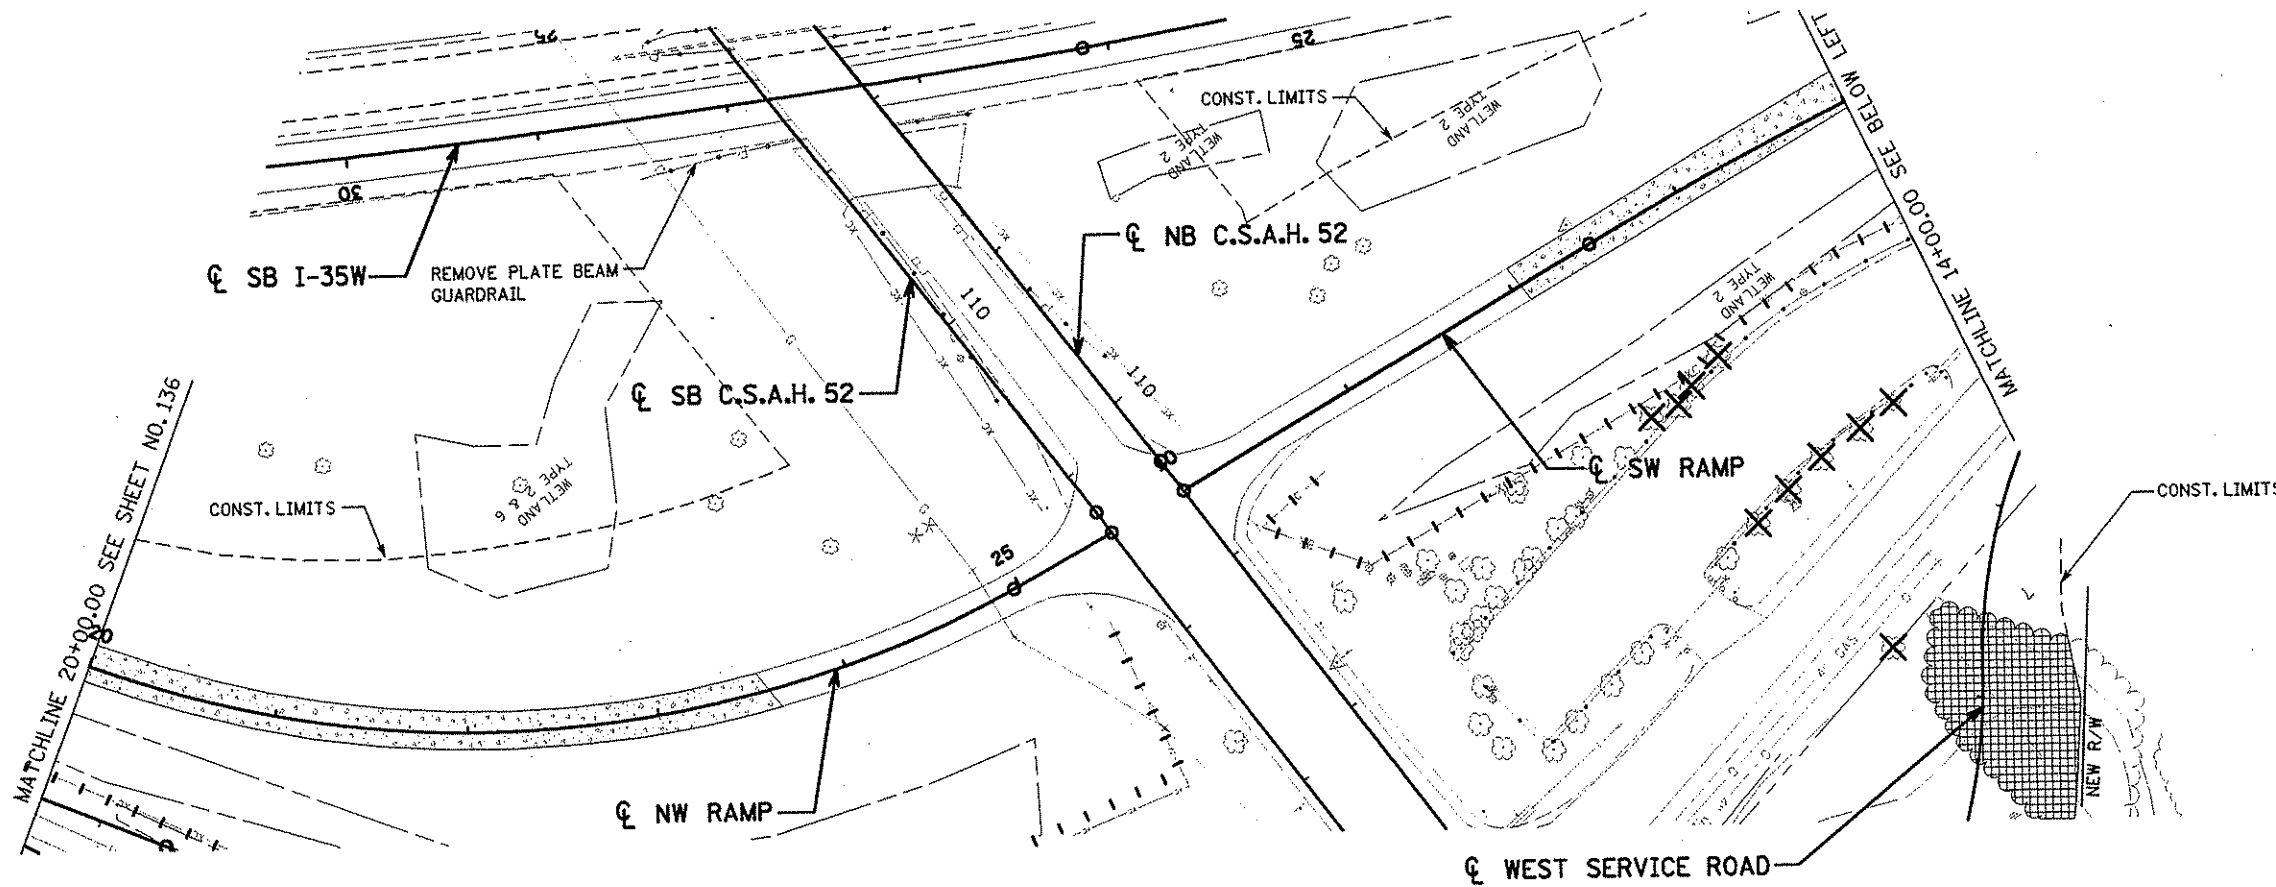 25
25
CONST. LIMITS
WETLAND
TYPE 2
WETLAND
TYPE 2
MATCHLINE 14+00.00 SEE BELOW LEFT
30
℄ SB I-35W
REMOVE PLATE BEAM
GUARDRAIL
℄ NB C.S.A.H. 52
110
110
WETLAND
TYPE 2
℄ SB C.S.A.H. 52
℄ SW RAMP
WETLAND
TYPE 2 & 6
CONST. LIMITS
CONST. LIMITS
MATCHLINE 20+00.00 SEE SHEET NO. 136
20
25
℄ NW RAMP
NEW R/W
℄ WEST SERVICE ROAD